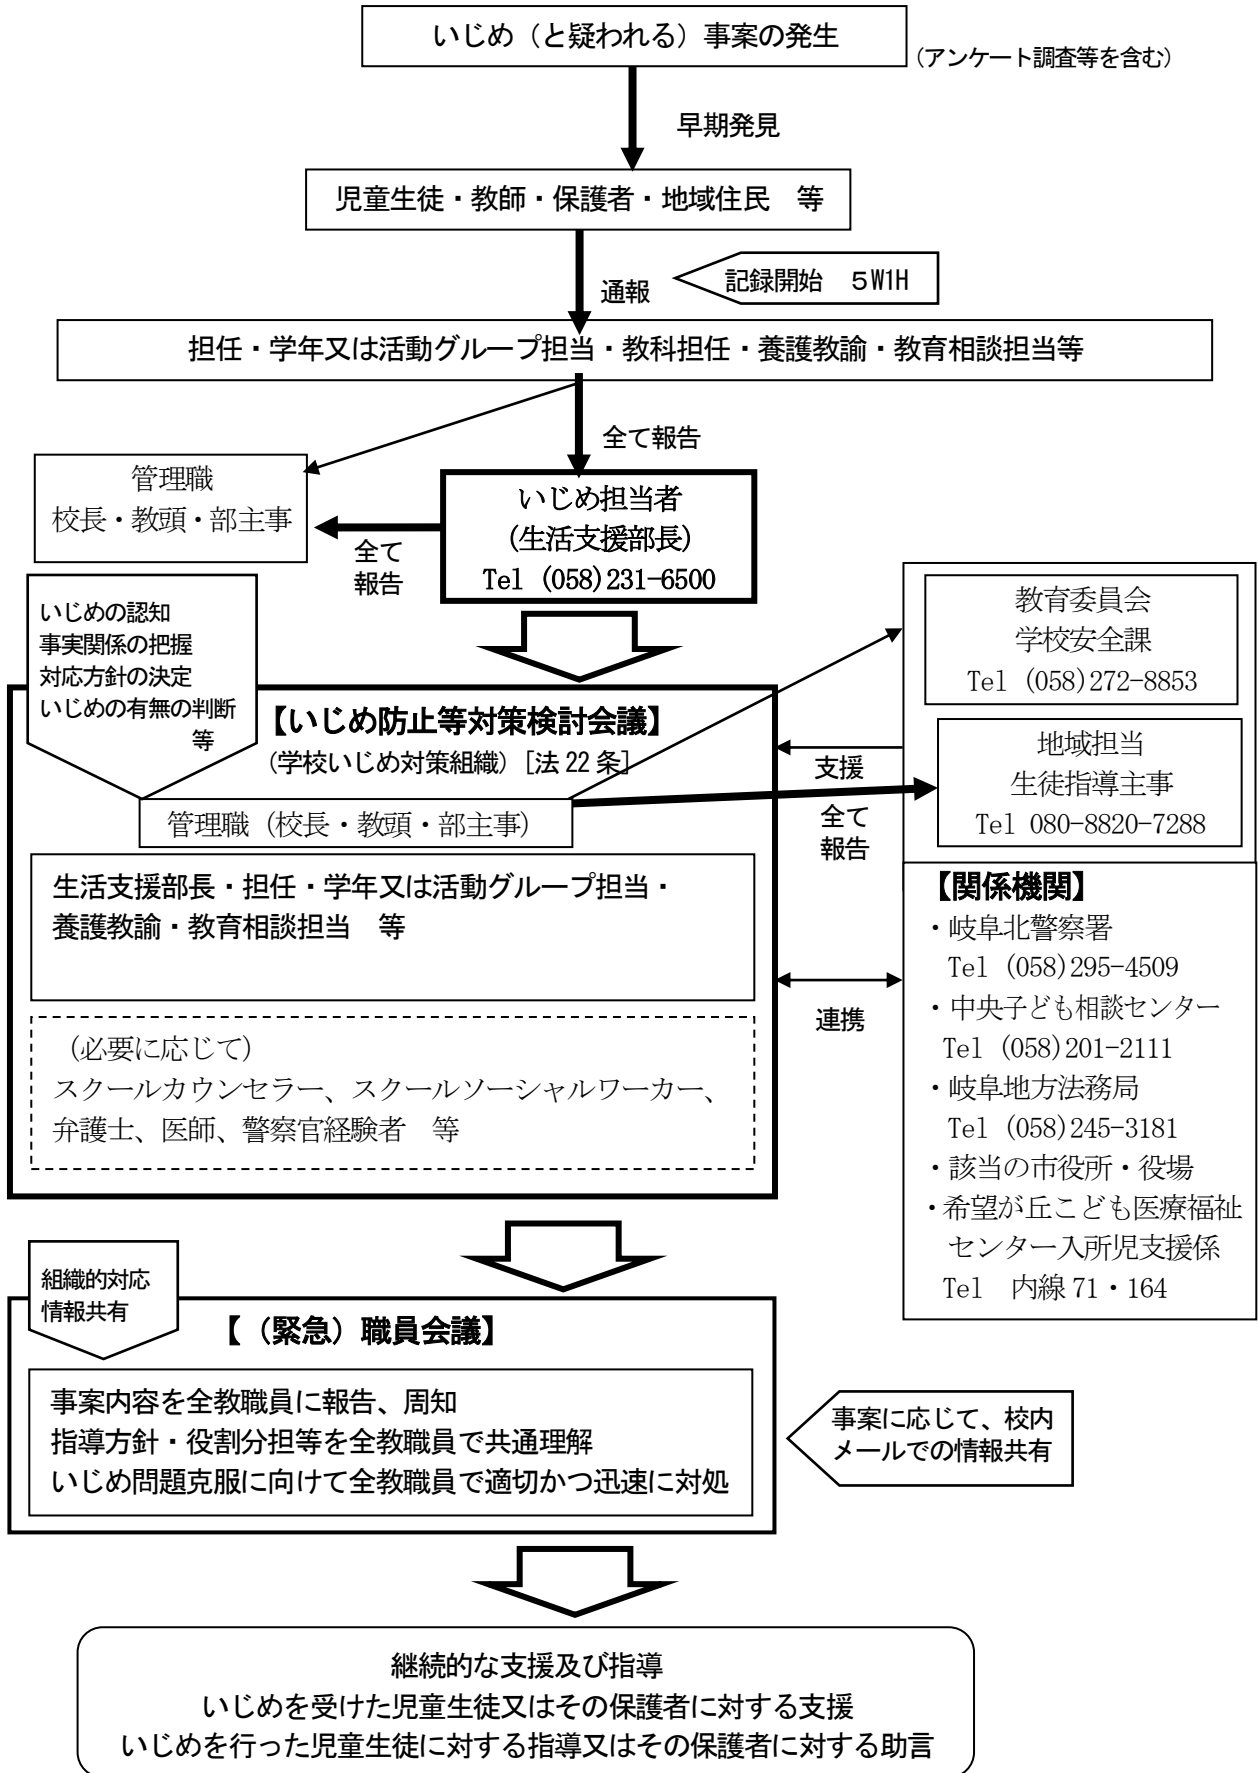 いじめ（と疑われる）事案の発生
（アンケート調査等を含む）
早期発見
児童生徒・教師・保護者・地域住民　等
通報
記録開始　５W1H
担任・学年又は活動グループ担当・教科担任・養護教諭・教育相談担当等
全て報告
管理職
校長・教頭・部主事
いじめ担当者
（生活支援部長）
Tel (058)231-6500
全て
報告
いじめの認知
事実関係の把握
対応方針の決定
いじめの有無の判断
等
【いじめ防止等対策検討会議】
（学校いじめ対策組織）［法 22 条］
管理職（校長・教頭・部主事）
生活支援部長・担任・学年又は活動グループ担当・
養護教諭・教育相談担当　等
（必要に応じて）
スクールカウンセラー、スクールソーシャルワーカー、
弁護士、医師、警察官経験者　等
教育委員会
学校安全課
Tel (058)272-8853
支援
地域担当
生徒指導主事
Tel 080-8820-7288
全て
報告
【関係機関】
・岐阜北警察署
Tel (058)295-4509
・中央子ども相談センター
Tel (058)201-2111
・岐阜地方法務局
Tel (058)245-3181
・該当の市役所・役場
・希望が丘こども医療福祉
センター入所児支援係
Tel　内線 71・164
連携
組織的対応
情報共有
【（緊急）職員会議】
事案内容を全教職員に報告、周知
指導方針・役割分担等を全教職員で共通理解
いじめ問題克服に向けて全教職員で適切かつ迅速に対処
事案に応じて、校内
メールでの情報共有
継続的な支援及び指導
いじめを受けた児童生徒又はその保護者に対する支援
いじめを行った児童生徒に対する指導又はその保護者に対する助言